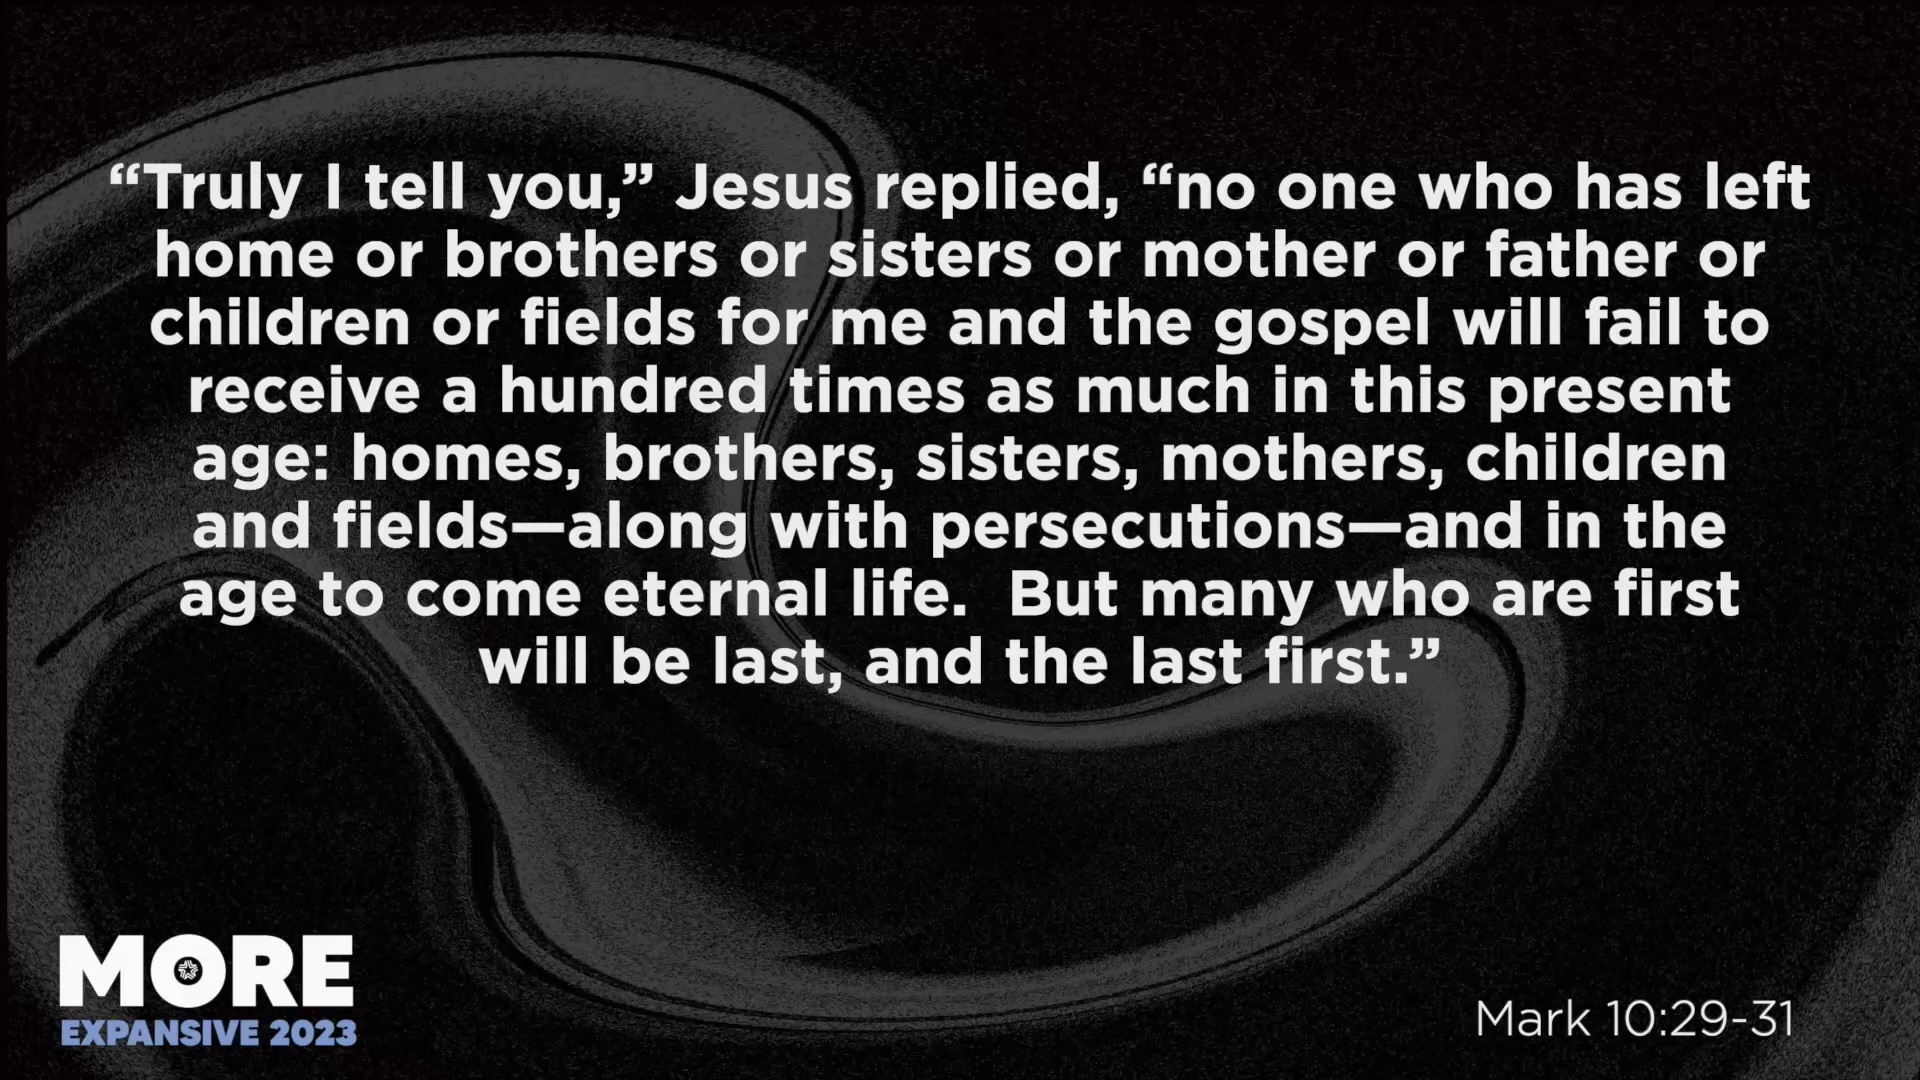 “Truly I tell you,” Jesus replied, “no one who has left
home or brothers or sisters or mother or father or
children or fields for me and the gospel will fail to
receive a hundred times as much in this present
age: homes, brothers, sisters, mothers, children
and fields—along with persecutions—and in the
age to come eternal life.  But many who are first
will be last, and the last first.”
MORE
EXPANSIVE 2023
Mark 10:29-31